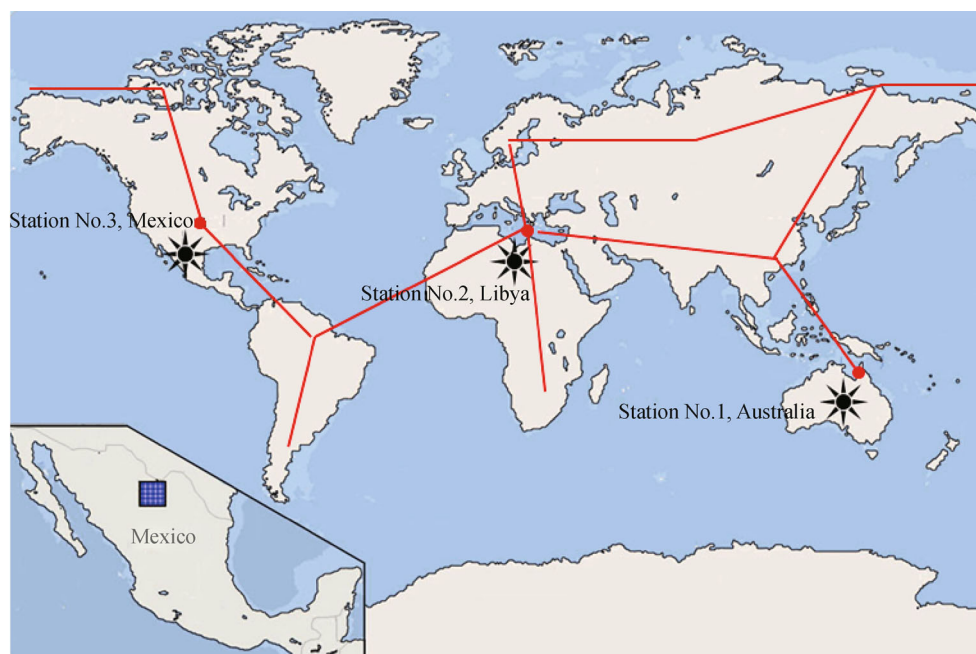 Station No.3, Mexico
Station No.2, Libya
Station No.1, Australia
Mexico